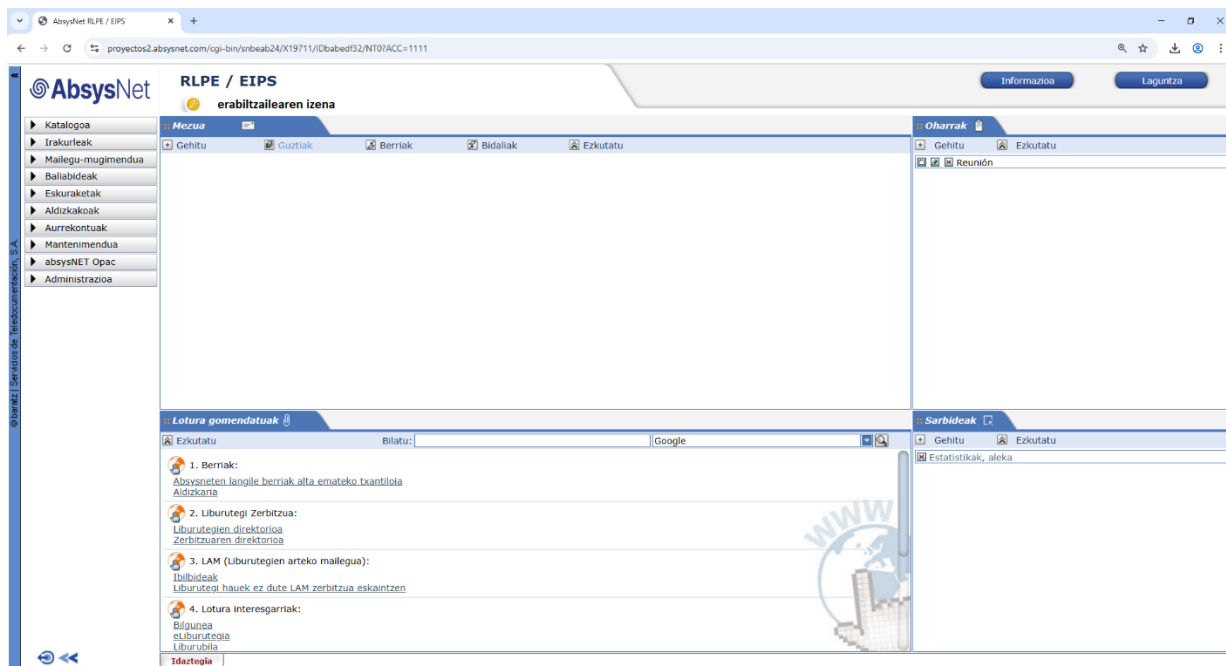 AbsysNet RLPE / EIPS
proyectos2.absysnet.com/cgi-bin/snbeab24/X19711/IDbabedf32/NT0?ACC=1111
AbsysNet
RLPE / EIPS
erabiltzailearen izena
Informazioa
Laguntza
Katalogoa
Irakurleak
Mailegu-mugimendua
Baliabideak
Eskuraketak
Aldizkakoak
Aurrekontuak
Mantenimendua
absysNET Opac
Administrazioa
© baratz | Servicios de Teledocumentación, S.A.
:: Mezua
Gehitu Guztiak Berriak Bidaliak Ezkutatu
:: Oharrak
Gehitu Ezkutatu
Reunión
:: Lotura gomendatuak
Ezkutatu Bilatu: Google
1. Berriak:
Absysneten langile berriak alta emateko txantiloia
Aldizkaria
2. Liburutegi Zerbitzua:
Liburutegien direktorioa
Zerbitzuaren direktorioa
3. LAM (Liburutegien arteko mailegua):
Ibilbideak
Liburutegi hauek ez dute LAM zerbitzua eskaintzen
4. Lotura interesgarriak:
Bilgunea
eLiburutegia
Liburubila
WWW
:: Sarbideak
Gehitu Ezkutatu
Estatistikak, aleka
Idaztegia